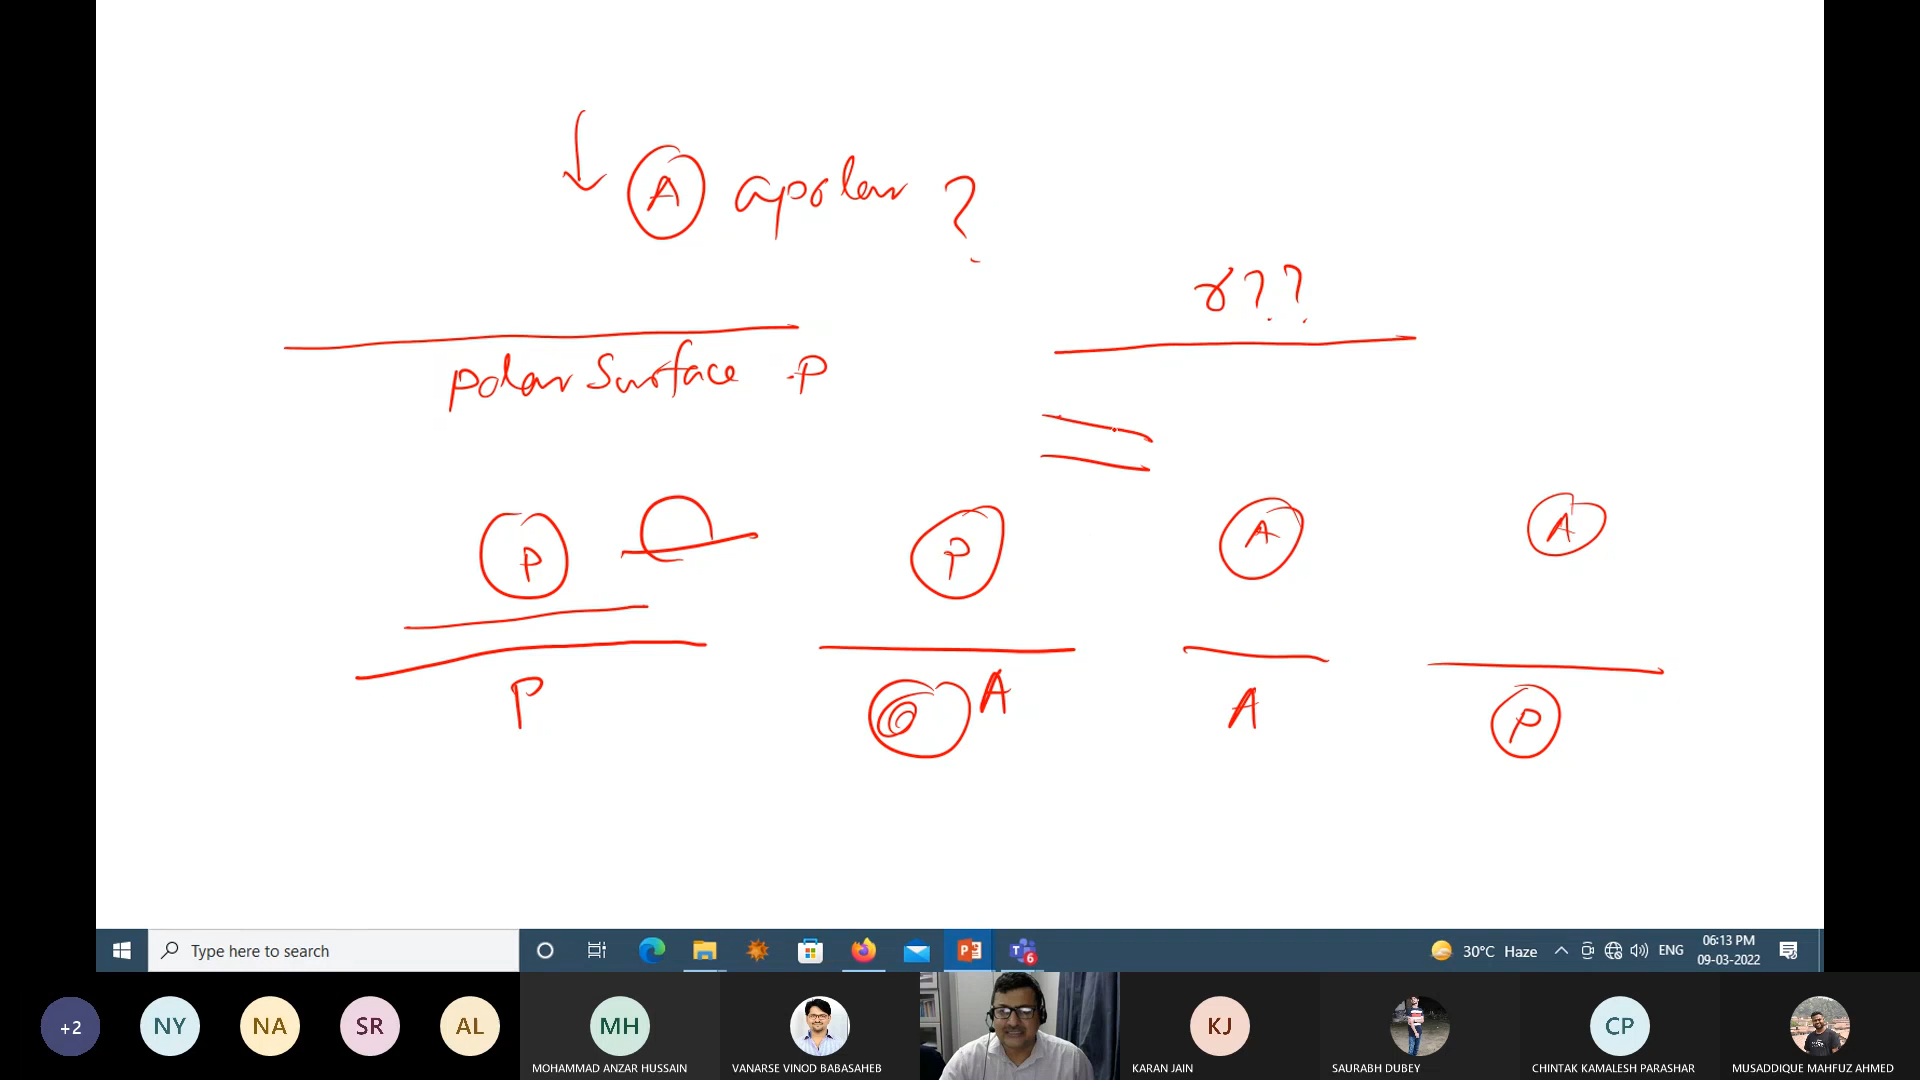 A apolar ?
γ??
polar Surface .P
P P A A
P A A P
Type here to search
30°C Haze
ENG
06:13 PM
09-03-2022
6
+2
NY
NA
SR
AL
MH
MOHAMMAD ANZAR HUSSAIN
VANARSE VINOD BABASAHEB
KJ
KARAN JAIN
SAURABH DUBEY
CP
CHINTAK KAMALESH PARASHAR
MUSADDIQUE MAHFUZ AHMED